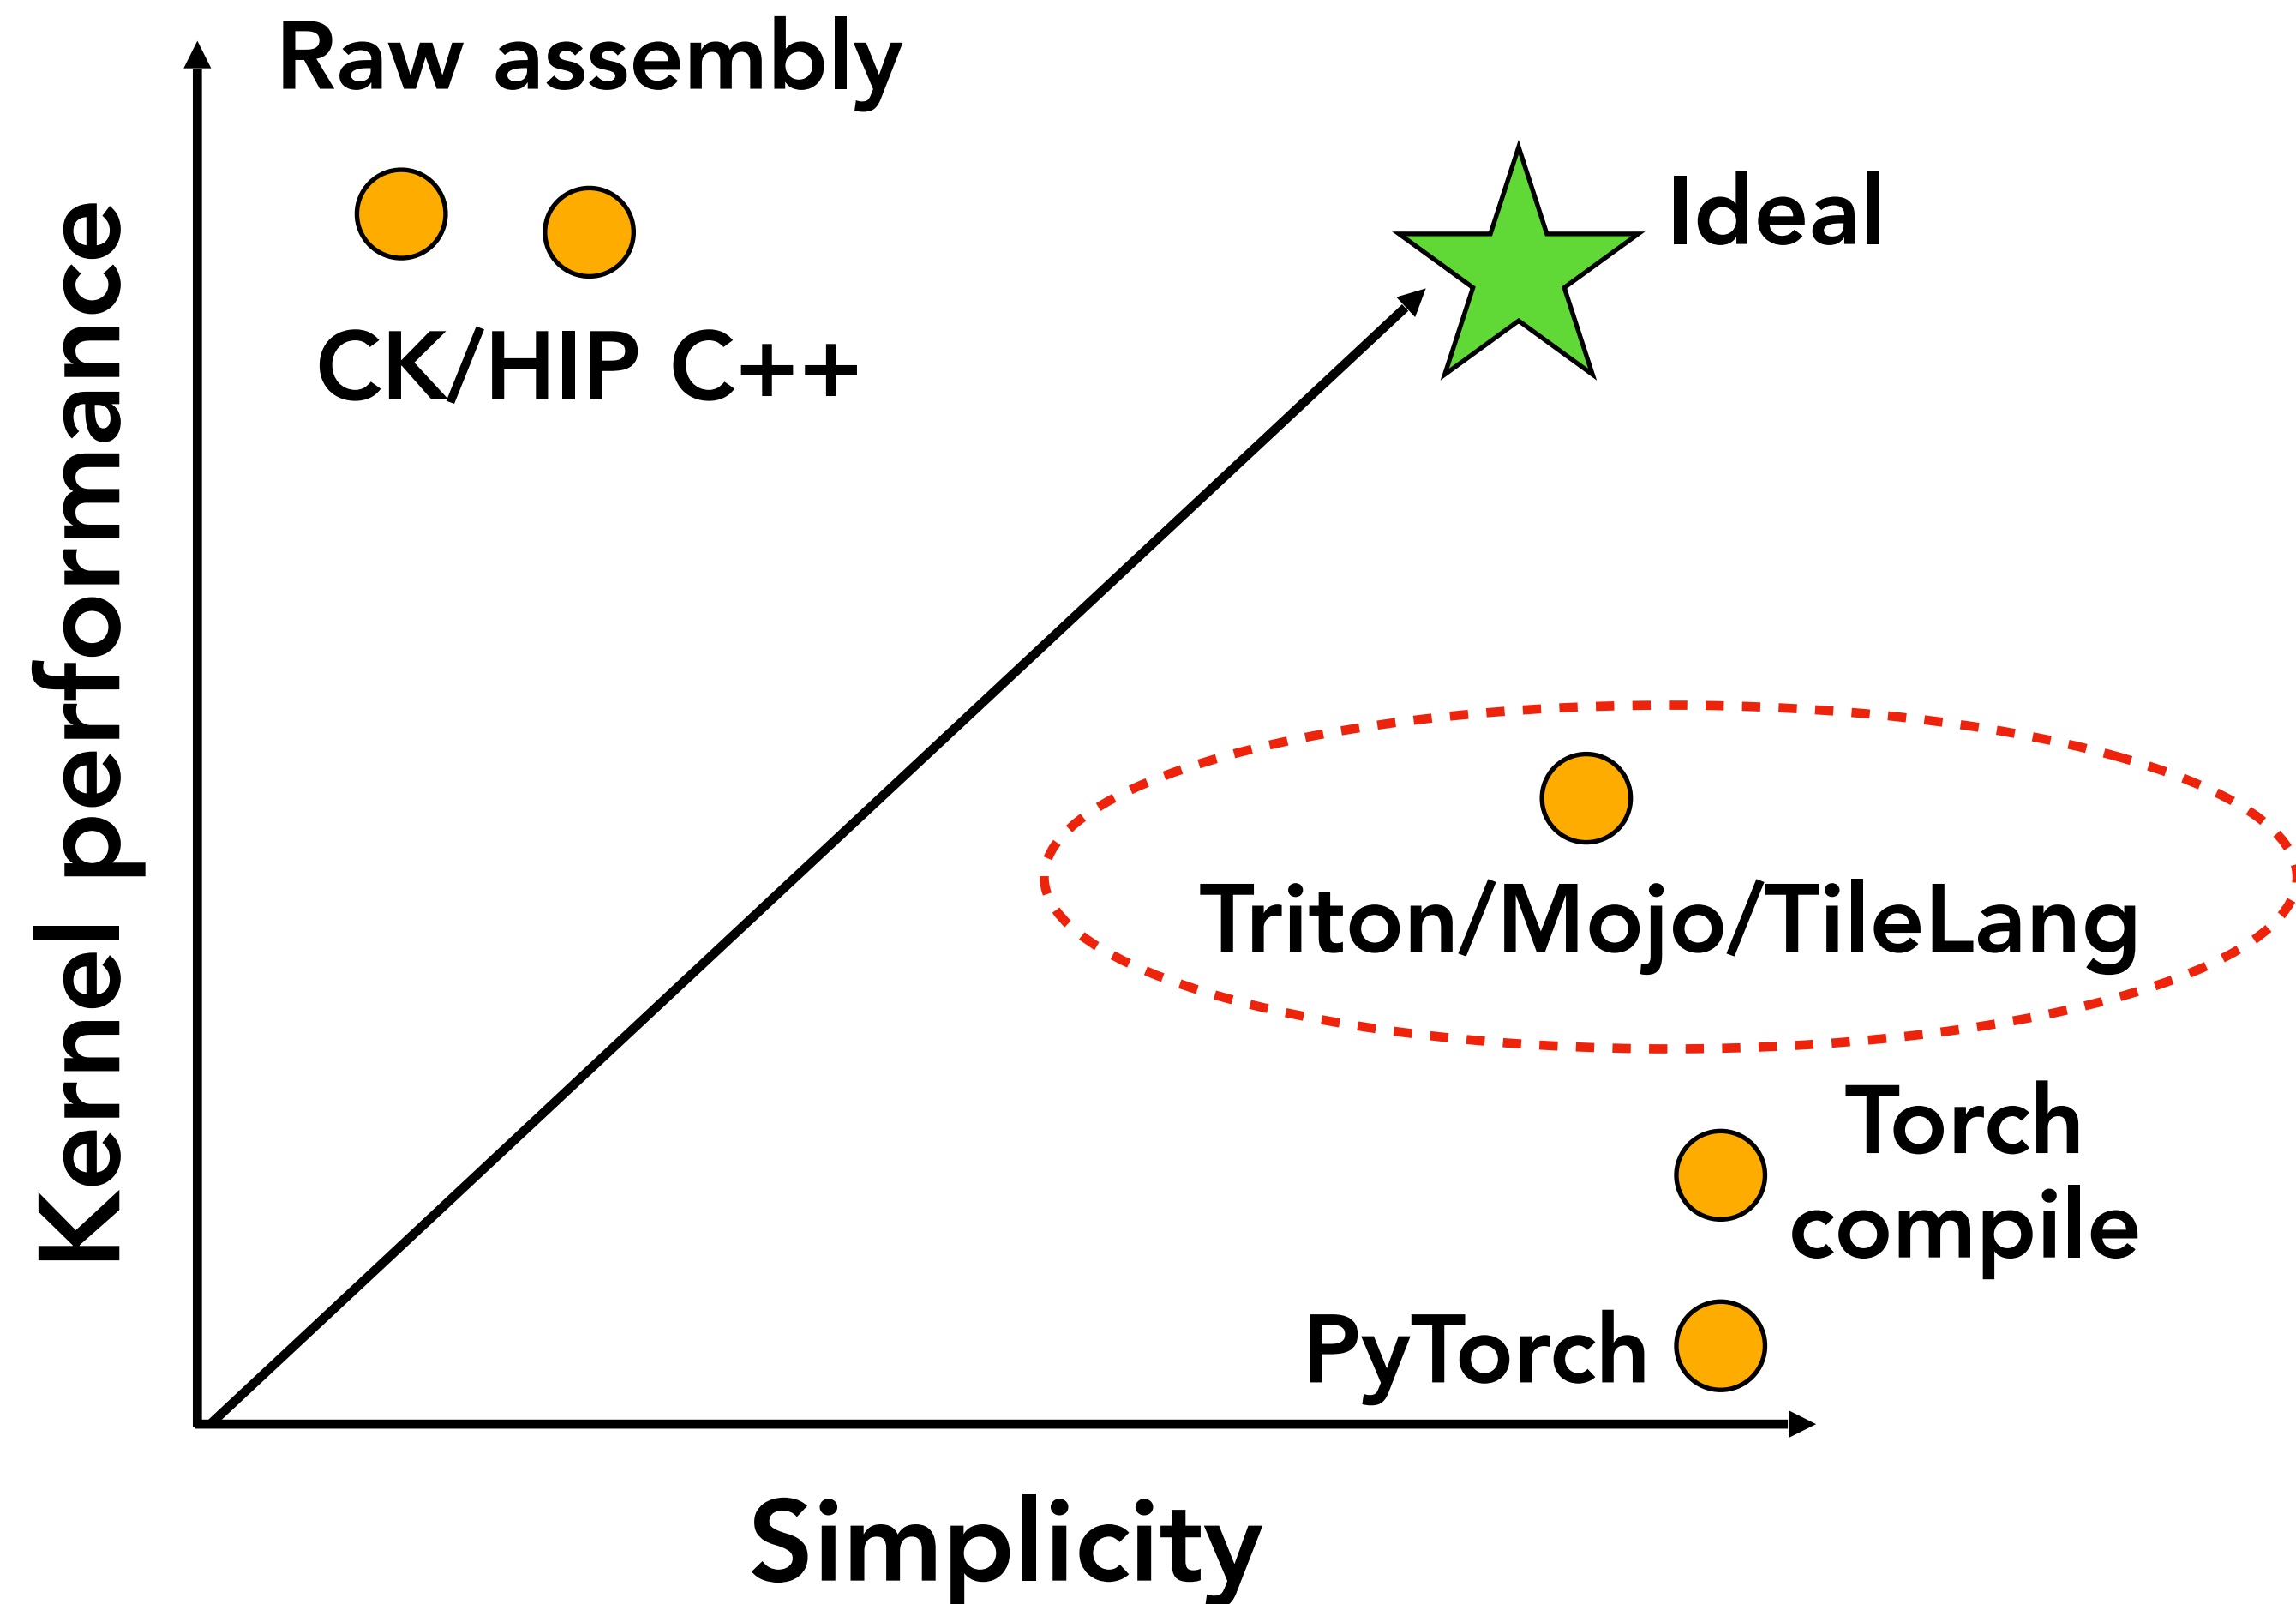 Raw assembly
Ideal
CK/HIP C++
Kernel performance
Triton/Mojo/TileLang
Torch
compile
PyTorch
Simplicity